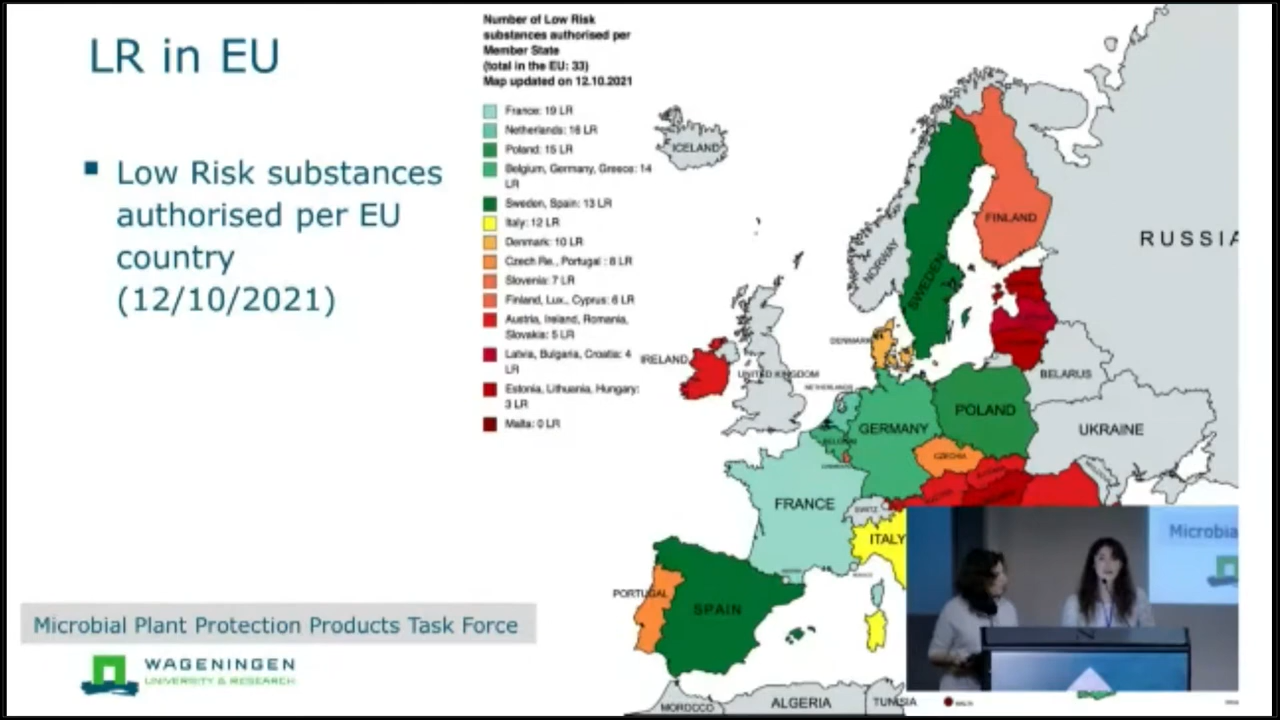 LR in EU
Low Risk substances
authorised per EU
country
(12/10/2021)
Number of Low Risk
substances authorised per
Member State
(total in the EU: 33)
Map updated on 12.10.2021
France: 19 LR
Netherlands: 16 LR
Poland: 15 LR
Belgium, Germany, Greece: 14
LR
Sweden, Spain: 13 LR
Italy: 12 LR
Denmark: 10 LR
Czech Re., Portugal : 8 LR
Slovenia: 7 LR
Finland, Lux., Cyprus: 6 LR
Austria, Ireland, Romania,
Slovakia: 5 LR
Latvia, Bulgaria, Croatia: 4
LR
Estonia, Lithuania, Hungary:
3 LR
Malta: 0 LR
ICELAND
FINLAND
RUSSIA
NORWAY
SWEDEN
DENMARK
IRELAND
UNITED KINGDOM
NETHERLANDS
BELARUS
POLAND
GERMANY
UKRAINE
BELGIUM
CZECHIA
FRANCE
SWITZ.
ITALY
PORTUGAL
SPAIN
MOROCCO
ALGERIA
TUNISIA
MALTA
Microbia
Microbial Plant Protection Products Task Force
WAGENINGEN
UNIVERSITY & RESEARCH